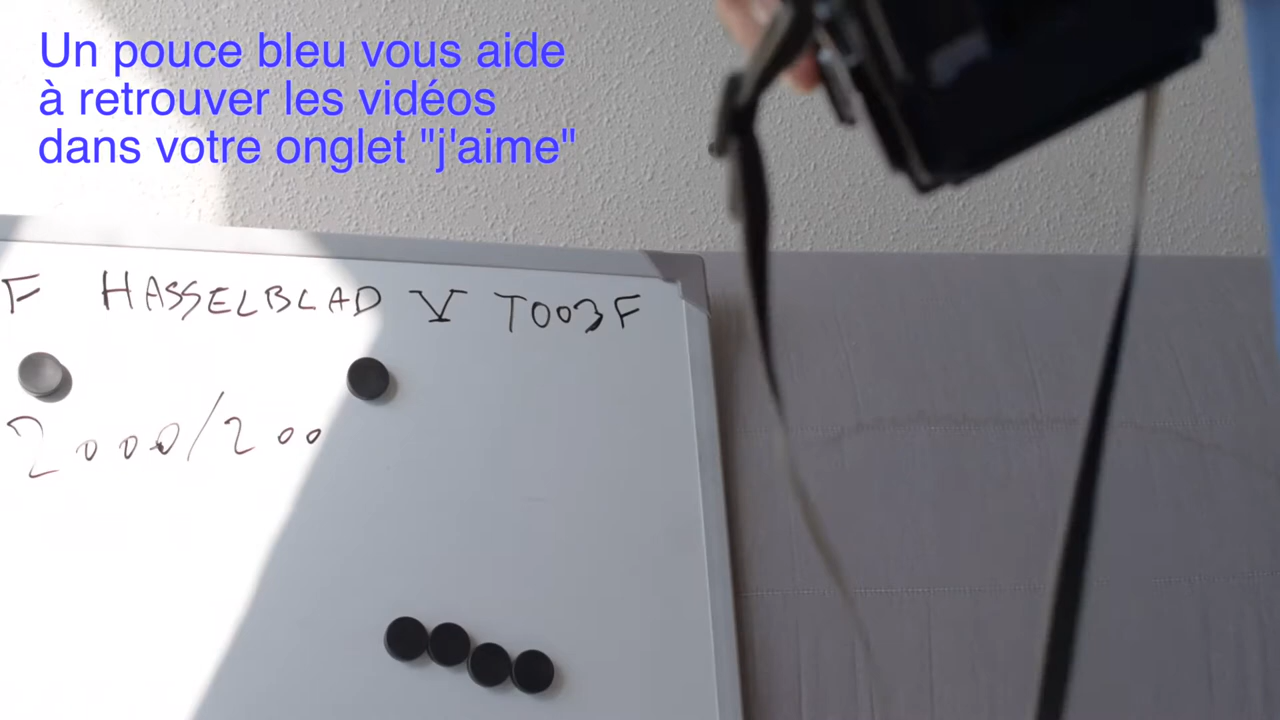 Un pouce bleu vous aide
à retrouver les vidéos
dans votre onglet "j'aime"
F HASSELBLAD V T003F
2000/200